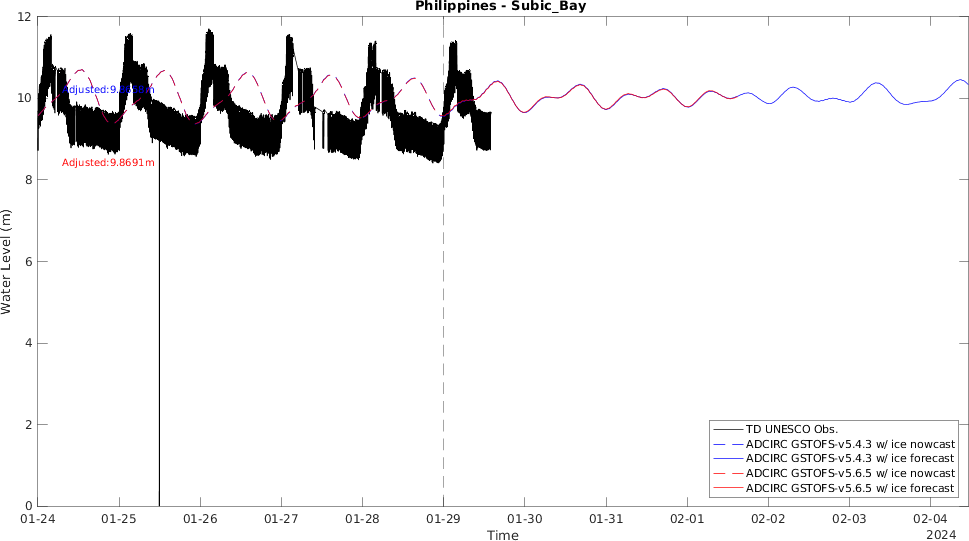 Philippines - Subic_Bay
Water Level (m)
12
10
8
6
4
2
0
Adjusted:9.8691m
TD UNESCO Obs.
ADCIRC GSTOFS-v5.4.3 w/ ice nowcast
ADCIRC GSTOFS-v5.4.3 w/ ice forecast
ADCIRC GSTOFS-v5.6.5 w/ ice nowcast
ADCIRC GSTOFS-v5.6.5 w/ ice forecast
01-24 01-25 01-26 01-27 01-28 01-29 01-30 01-31 02-01 02-02 02-03 02-04
2024
Time